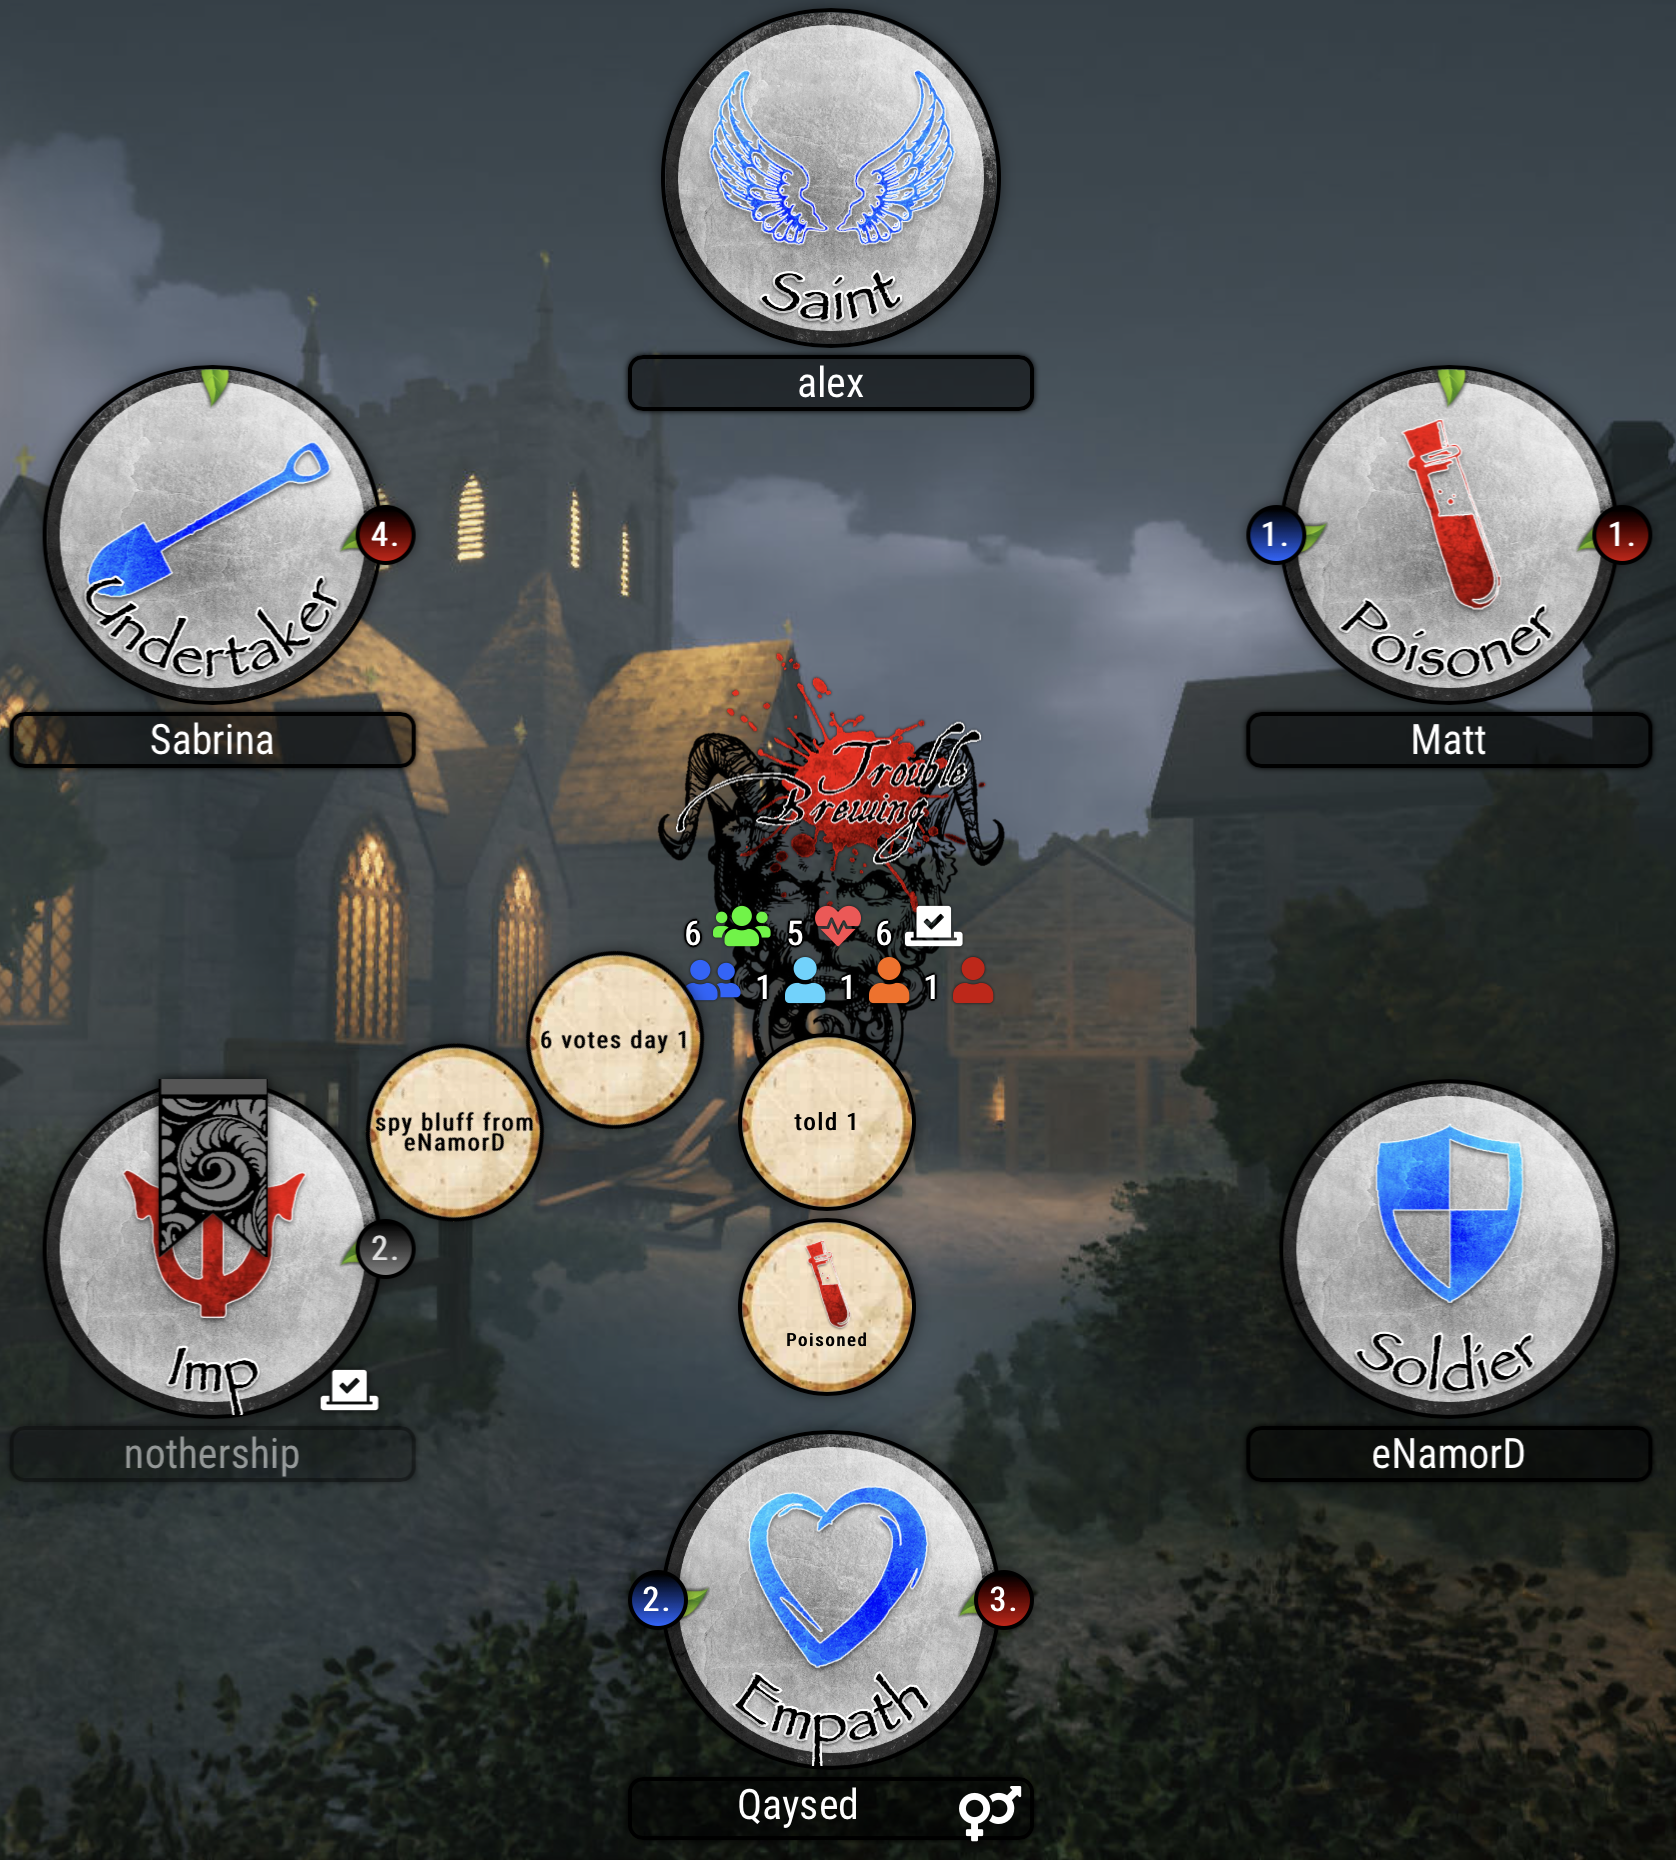 Saint
alex
Undertaker
4.
Sabrina
1.
Poisoner
1.
Matt
Trouble
Brewing
6 5 6
1 1 1
6 votes day 1
spy bluff from
eNamorD
told 1
Poisoned
Imp
2.
nothership
Soldier
eNamorD
2.
Empath
3.
Qaysed